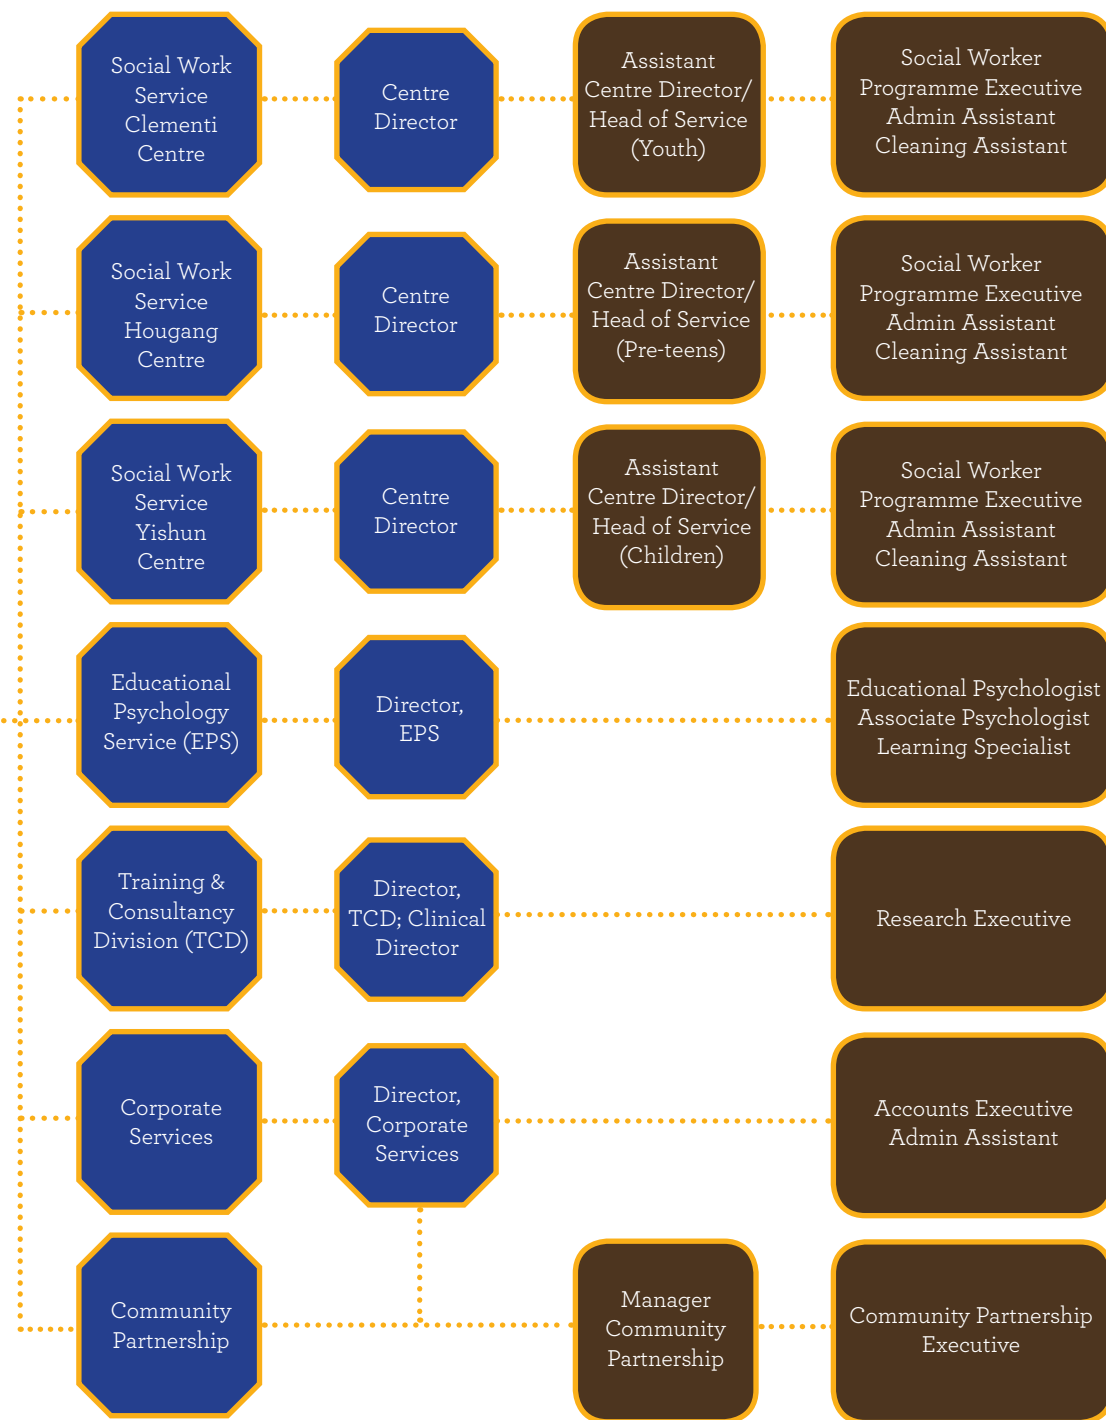 Social Work
Service
Clementi
Centre
Centre
Director
Assistant
Centre Director/
Head of Service
(Youth)
Social Worker
Programme Executive
Admin Assistant
Cleaning Assistant
Social Work
Service
Hougang
Centre
Centre
Director
Assistant
Centre Director/
Head of Service
(Pre-teens)
Social Worker
Programme Executive
Admin Assistant
Cleaning Assistant
Social Work
Service
Yishun
Centre
Centre
Director
Assistant
Centre Director/
Head of Service
(Children)
Social Worker
Programme Executive
Admin Assistant
Cleaning Assistant
Educational
Psychology
Service (EPS)
Director,
EPS
Educational Psychologist
Associate Psychologist
Learning Specialist
Training &
Consultancy
Division (TCD)
Director,
TCD; Clinical
Director
Research Executive
Corporate
Services
Director,
Corporate
Services
Accounts Executive
Admin Assistant
Community
Partnership
Manager
Community
Partnership
Community Partnership
Executive